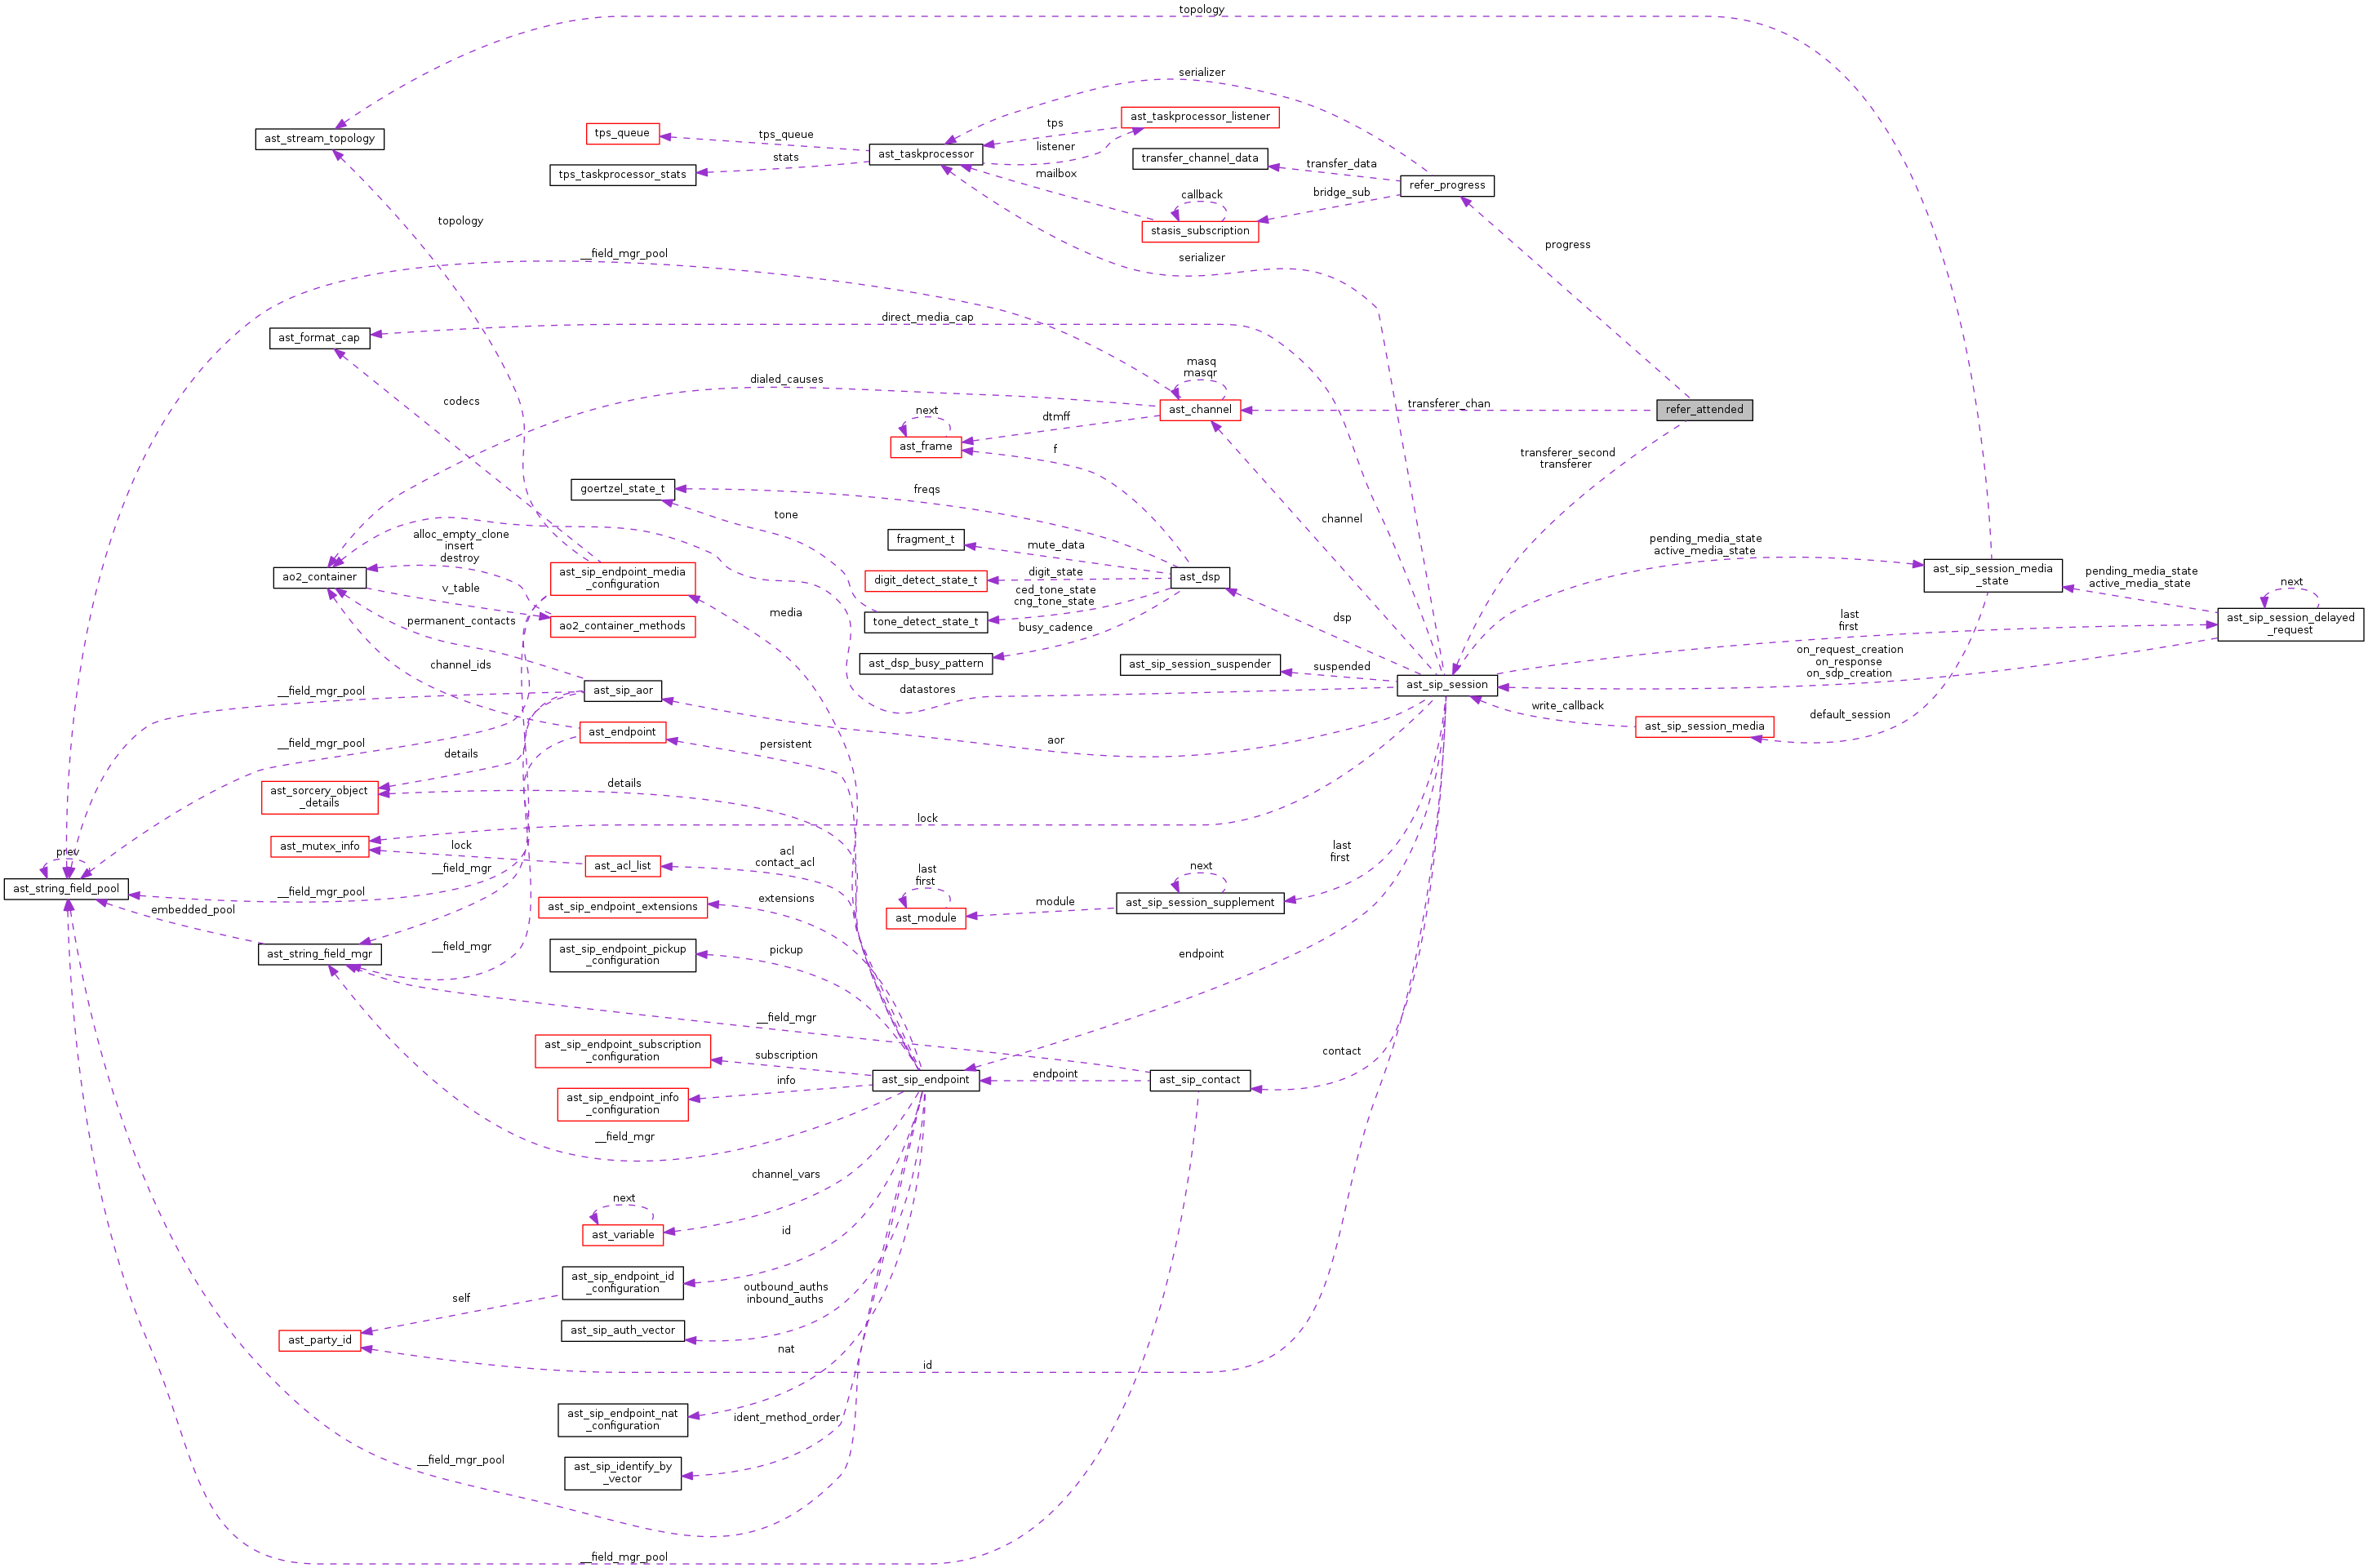 topology
serializer
ast_taskprocessor_listener
tps_queue
tps_queue
tps
ast_stream_topology
listener
ast_taskprocessor
stats
transfer_channel_data
transfer_data
tps_taskprocessor_stats
mailbox
refer_progress
callback
bridge_sub
topology
stasis_subscription
progress
__field_mgr_pool
serializer
direct_media_cap
ast_format_cap
masq
masqr
dialed_causes
codecs
transferer_chan
next
dtmff
ast_channel
refer_attended
ast_frame
f
transferer_second
transferer
goertzel_state_t
freqs
tone
channel
alloc_empty_clone
insert
destroy
fragment_t
mute_data
pending_media_state
active_media_state
ao2_container
ast_sip_endpoint_media
_configuration
digit_detect_state_t
digit_state
ast_dsp
ast_sip_session_media
_state
pending_media_state
active_media_state
next
v_table
ced_tone_state
cng_tone_state
media
dsp
last
first
ast_sip_session_delayed
_request
permanent_contacts
ao2_container_methods
tone_detect_state_t
busy_cadence
on_request_creation
on_response
on_sdp_creation
channel_ids
ast_dsp_busy_pattern
ast_sip_session_suspender
suspended
__field_mgr_pool
ast_sip_aor
datastores
ast_sip_session
write_callback
default_session
ast_sip_session_media
ast_endpoint
persistent
aor
__field_mgr_pool
details
ast_sorcery_object
_details
details
lock
ast_mutex_info
lock
prev
ast_acl_list
acl
contact_acl
last
first
last
first
next
ast_string_field_pool
__field_mgr_pool
__field_mgr
embedded_pool
ast_sip_endpoint_extensions
extensions
ast_module
module
ast_sip_session_supplement
ast_string_field_mgr
__field_mgr
ast_sip_endpoint_pickup
_configuration
pickup
endpoint
__field_mgr
ast_sip_endpoint_subscription
_configuration
subscription
contact
ast_sip_endpoint
endpoint
ast_sip_contact
info
ast_sip_endpoint_info
_configuration
__field_mgr
channel_vars
next
ast_variable
id
ast_sip_endpoint_id
_configuration
self
outbound_auths
inbound_auths
ast_party_id
ast_sip_auth_vector
nat
id
ast_sip_endpoint_nat
_configuration
ident_method_order
__field_mgr_pool
ast_sip_identify_by
_vector
__field_mgr_pool